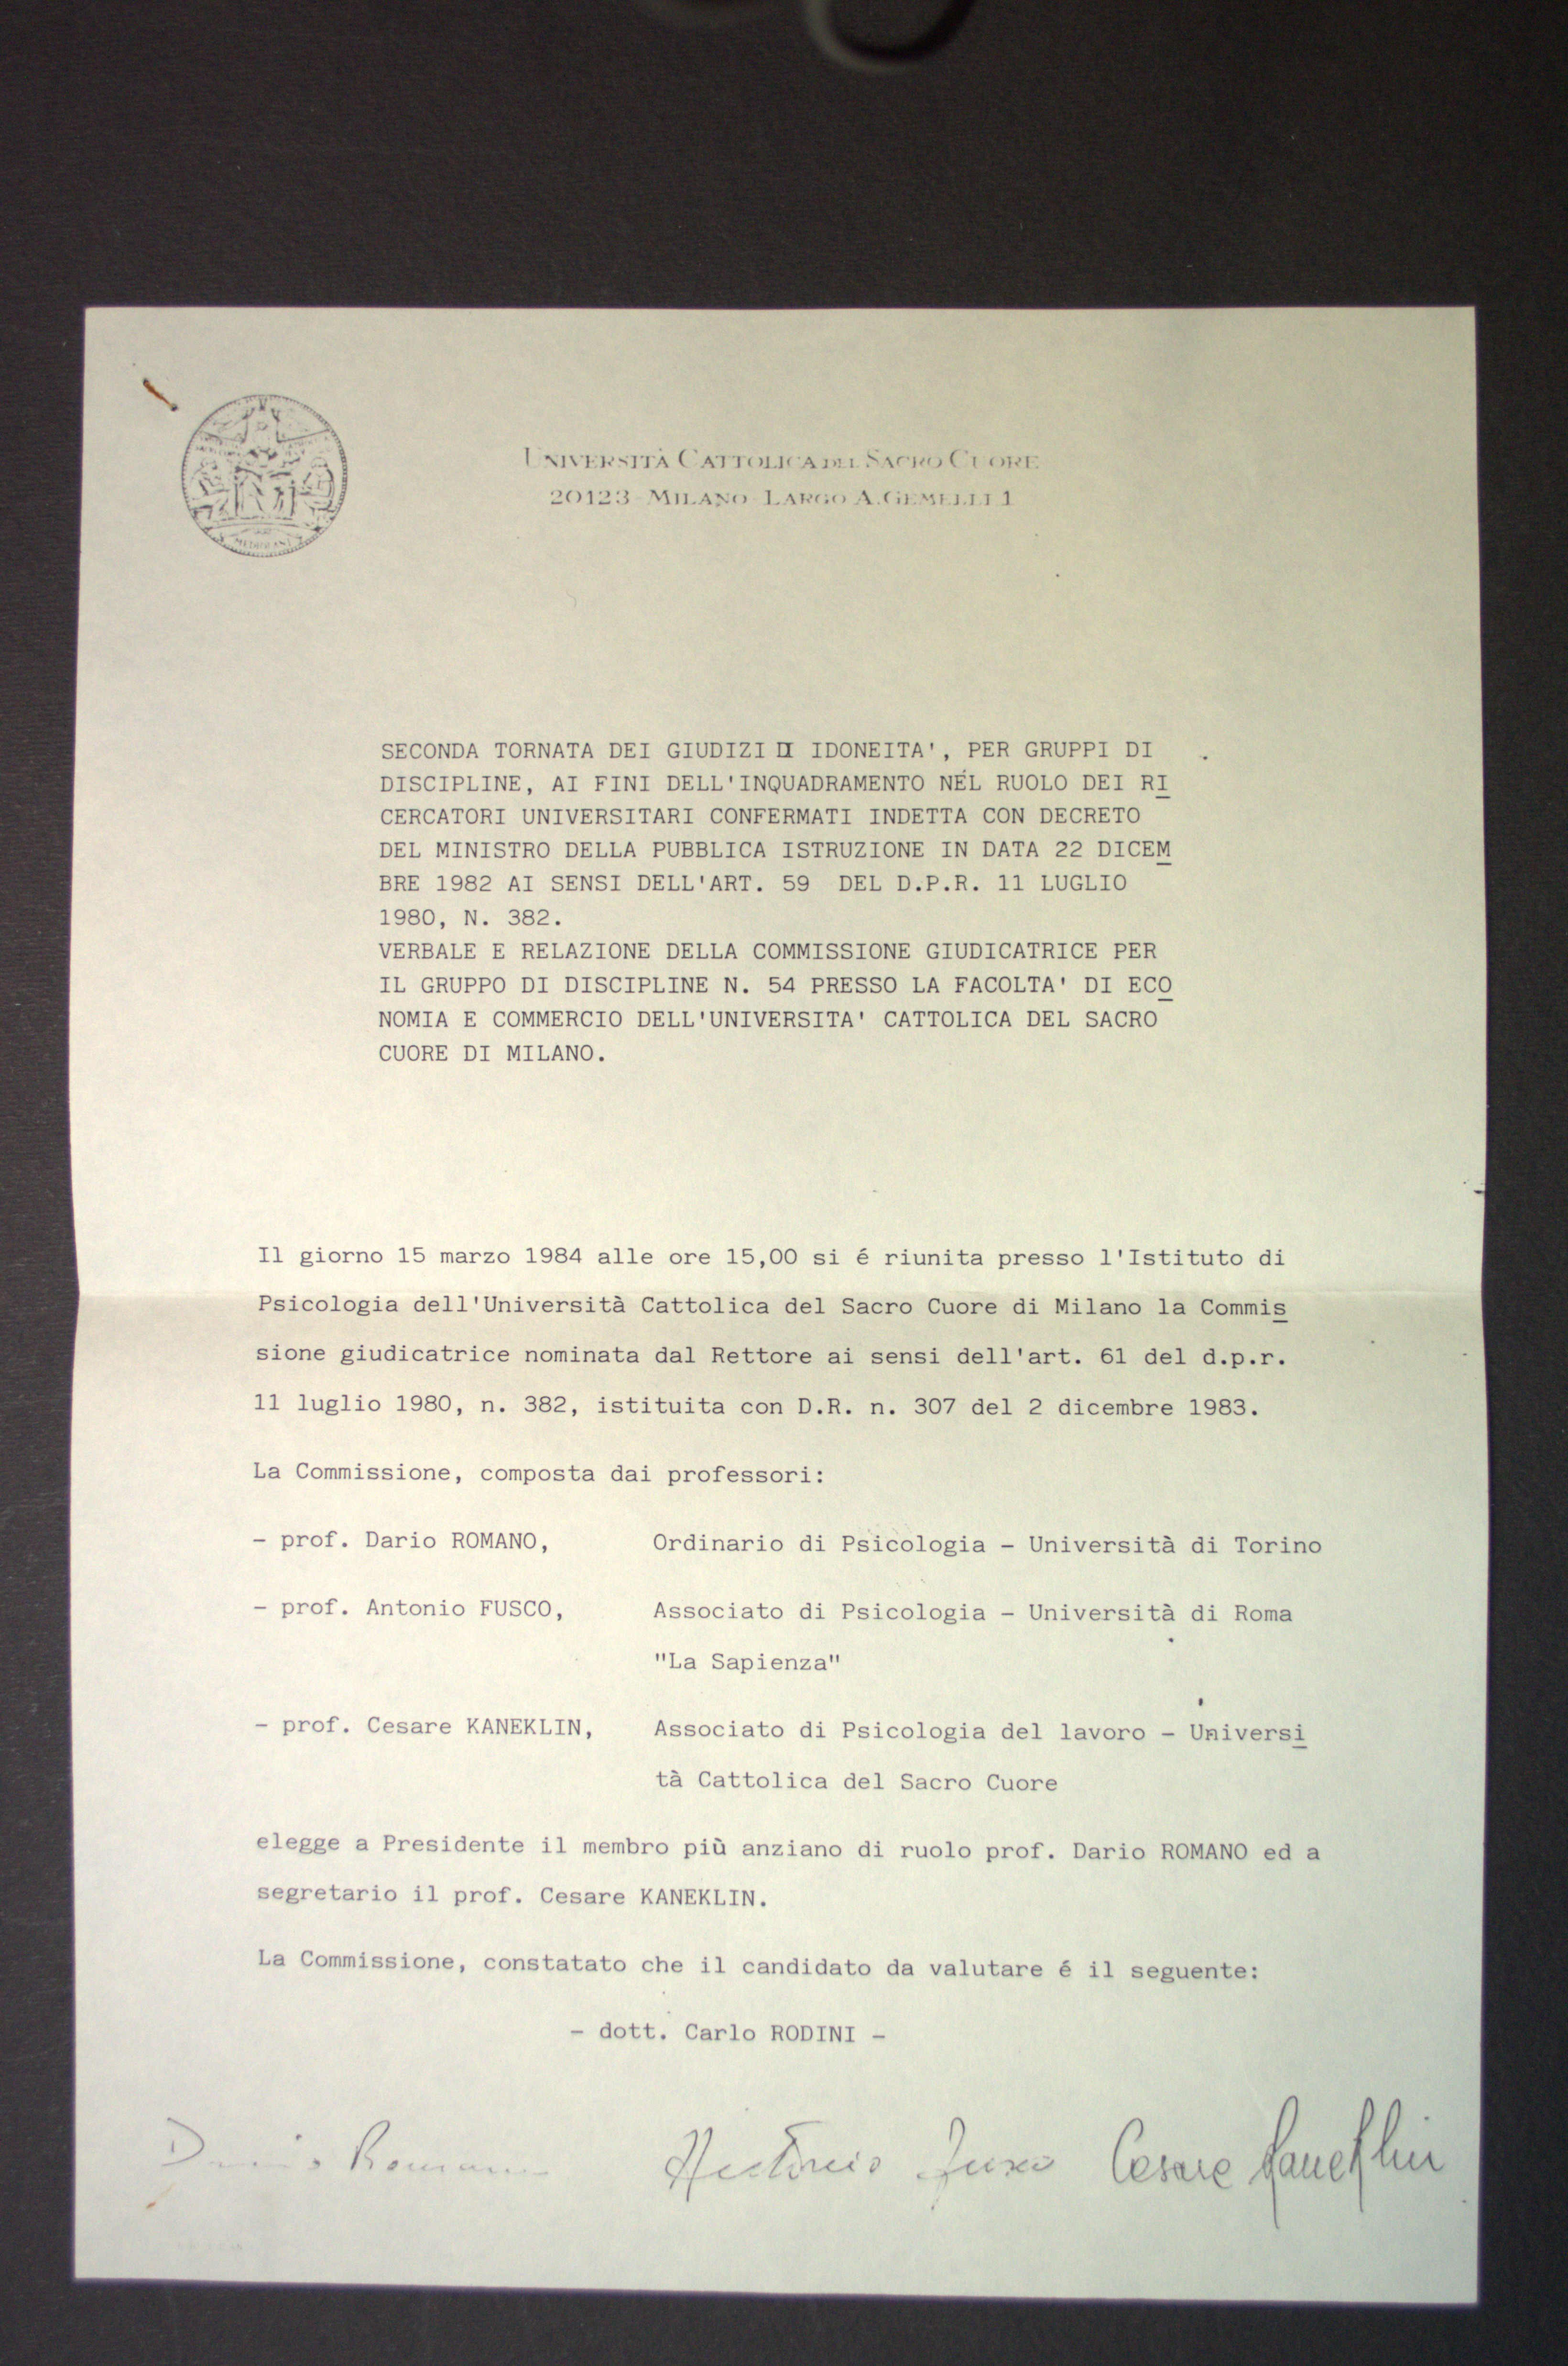 UNIVERSITÀ CATTOLICA DEL SACRO CUORE
20123 MILANO - LARGO A. GEMELLI 1
SECONDA TORNATA DEI GIUDIZI DI IDONEITA', PER GRUPPI DI
DISCIPLINE, AI FINI DELL'INQUADRAMENTO NEL RUOLO DEI RI
CERCATORI UNIVERSITARI CONFERMATI INDETTA CON DECRETO
DEL MINISTRO DELLA PUBBLICA ISTRUZIONE IN DATA 22 DICEM
BRE 1982 AI SENSI DELL'ART. 59 DEL D.P.R. 11 LUGLIO
1980, N. 382.
VERBALE E RELAZIONE DELLA COMMISSIONE GIUDICATRICE PER
IL GRUPPO DI DISCIPLINE N. 54 PRESSO LA FACOLTA' DI ECO
NOMIA E COMMERCIO DELL'UNIVERSITA' CATTOLICA DEL SACRO
CUORE DI MILANO.
Il giorno 15 marzo 1984 alle ore 15,00 si é riunita presso l'Istituto di
Psicologia dell'Università Cattolica del Sacro Cuore di Milano la Commis
sione giudicatrice nominata dal Rettore ai sensi dell'art. 61 del d.p.r.
11 luglio 1980, n. 382, istituita con D.R. n. 307 del 2 dicembre 1983.
La Commissione, composta dai professori:
- prof. Dario ROMANO, Ordinario di Psicologia - Università di Torino
- prof. Antonio FUSCO, Associato di Psicologia - Università di Roma
"La Sapienza"
- prof. Cesare KANEKLIN, Associato di Psicologia del lavoro - Universi
tà Cattolica del Sacro Cuore
elegge a Presidente il membro più anziano di ruolo prof. Dario ROMANO ed a
segretario il prof. Cesare KANEKLIN.
La Commissione, constatato che il candidato da valutare é il seguente:
- dott. Carlo RODINI -
Dario Romano Antonio Fusco Cesare Kaneklin